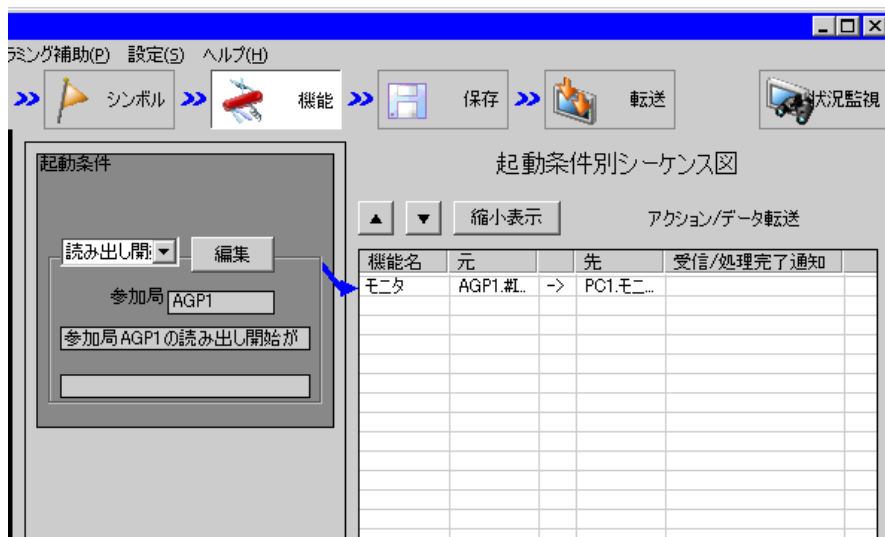 ラミング補助(P) 設定(S) ヘルプ(H)
シンボル 機能 保存 転送 状況監視
起動条件
起動条件別シーケンス図
縮小表示 アクション/データ転送
読み出し開 編集
機能名 元 先 受信/処理完了通知
モニタ AGP1.#I... -> PC1.モニ...
参加局 AGP1
参加局AGP1の読み出し開始が